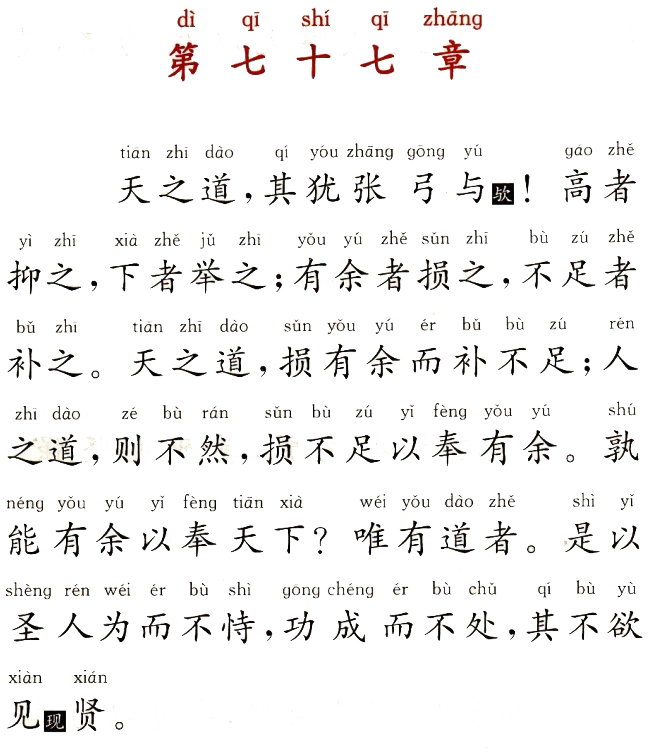 dì qī shí qī zhāng
第七十七章
tiān zhī dào qí yóu zhāng gōng yú gāo zhě
天之道，其犹张弓与欤！高者
yì zhī xià zhě jǔ zhī yǒu yú zhě sǔn zhī bù zú zhě
抑之，下者举之；有余者损之，不足者
bǔ zhī tiān zhī dào sǔn yǒu yú ér bǔ bù zú rén
补之。天之道，损有余而补不足；人
zhī dào zé bù rán sǔn bù zú yǐ fèng yǒu yú shú
之道，则不然，损不足以奉有余。孰
néng yǒu yú yǐ fèng tiān xià wéi yǒu dào zhě shì yǐ
能有余以奉天下？唯有道者。是以
shèng rén wéi ér bù shì gōng chéng ér bù chǔ qí bù yù
圣人为而不恃，功成而不处，其不欲
xiàn xián
见现贤。